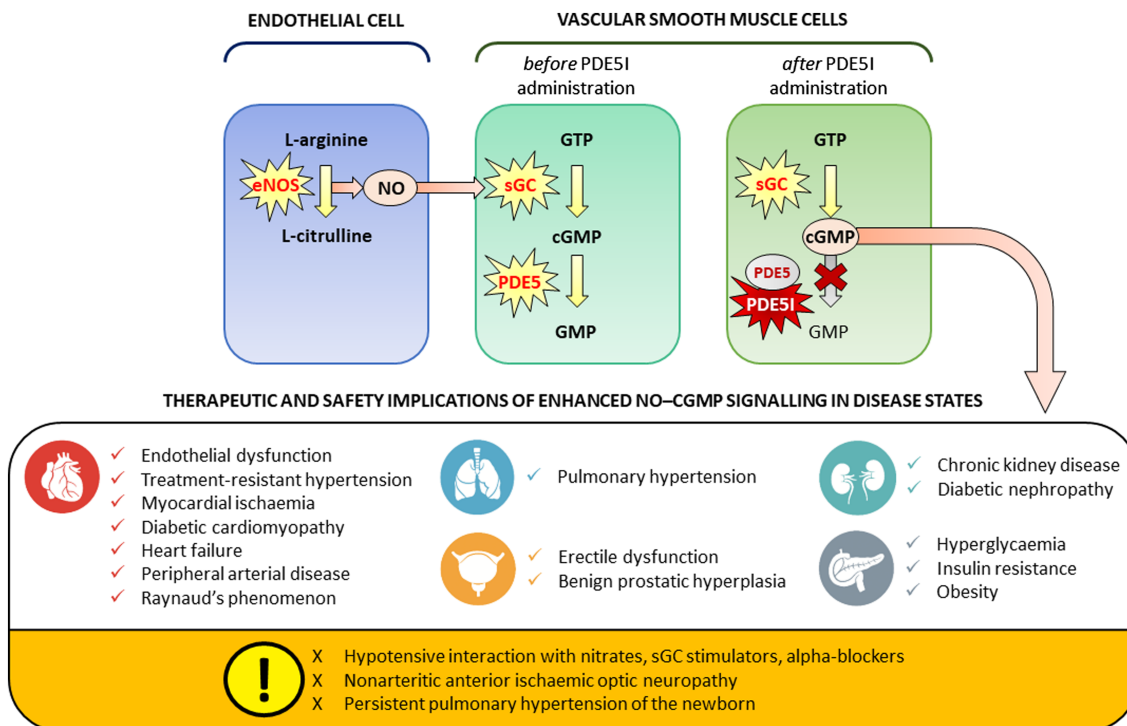 ENDOTHELIAL CELL
VASCULAR SMOOTH MUSCLE CELLS
before PDE5I
administration
after PDE5I
administration
L-arginine
eNOS
NO
L-citrulline
GTP
sGC
cGMP
PDE5
GMP
GTP
sGC
cGMP
PDE5
PDE5I
GMP
THERAPEUTIC AND SAFETY IMPLICATIONS OF ENHANCED NO–CGMP SIGNALLING IN DISEASE STATES
✓ Endothelial dysfunction
✓ Treatment-resistant hypertension
✓ Myocardial ischaemia
✓ Diabetic cardiomyopathy
✓ Heart failure
✓ Peripheral arterial disease
✓ Raynaud's phenomenon
✓ Pulmonary hypertension
✓ Erectile dysfunction
✓ Benign prostatic hyperplasia
✓ Chronic kidney disease
✓ Diabetic nephropathy
✓ Hyperglycaemia
✓ Insulin resistance
✓ Obesity
!
X Hypotensive interaction with nitrates, sGC stimulators, alpha-blockers
X Nonarteritic anterior ischaemic optic neuropathy
X Persistent pulmonary hypertension of the newborn